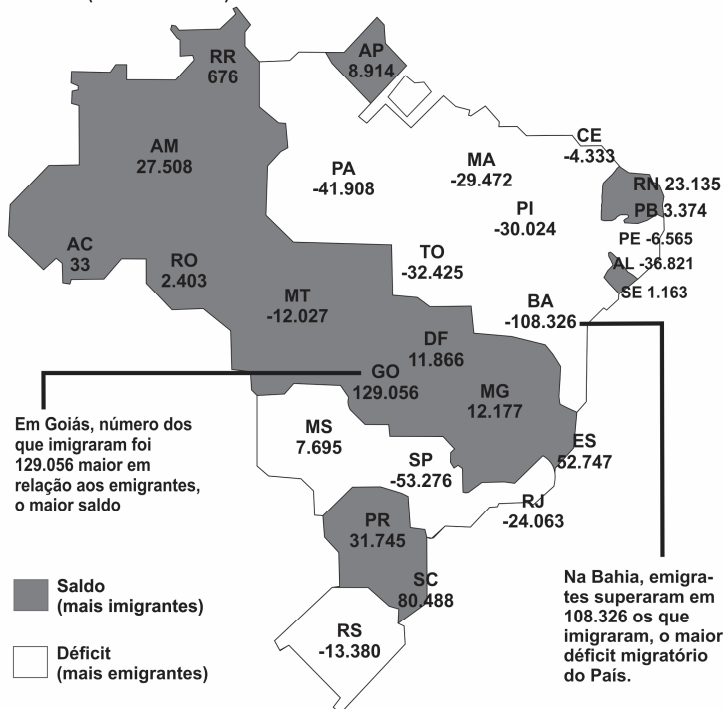 RR
676
AP
8.914
AM
27.508
PA
-41.908
MA
-29.472
CE
-4.333
RN 23.135
PB 3.374
PI
-30.024
PE -6.565
AL -36.821
SE 1.163
AC
33
RO
2.403
TO
-32.425
MT
-12.027
BA
-108.326
DF
11.866
GO
129.056
MG
12.177
MS
7.695
ES
52.747
SP
-53.276
RJ
-24.063
PR
31.745
SC
80.488
RS
-13.380
Em Goiás, número dos
que imigraram foi
129.056 maior em
relação aos emigrantes,
o maior saldo
Saldo
(mais imigrantes)
Déficit
(mais emigrantes)
Na Bahia, emigra-
tes superaram em
108.326 os que
imigraram, o maior
déficit migratório
do País.